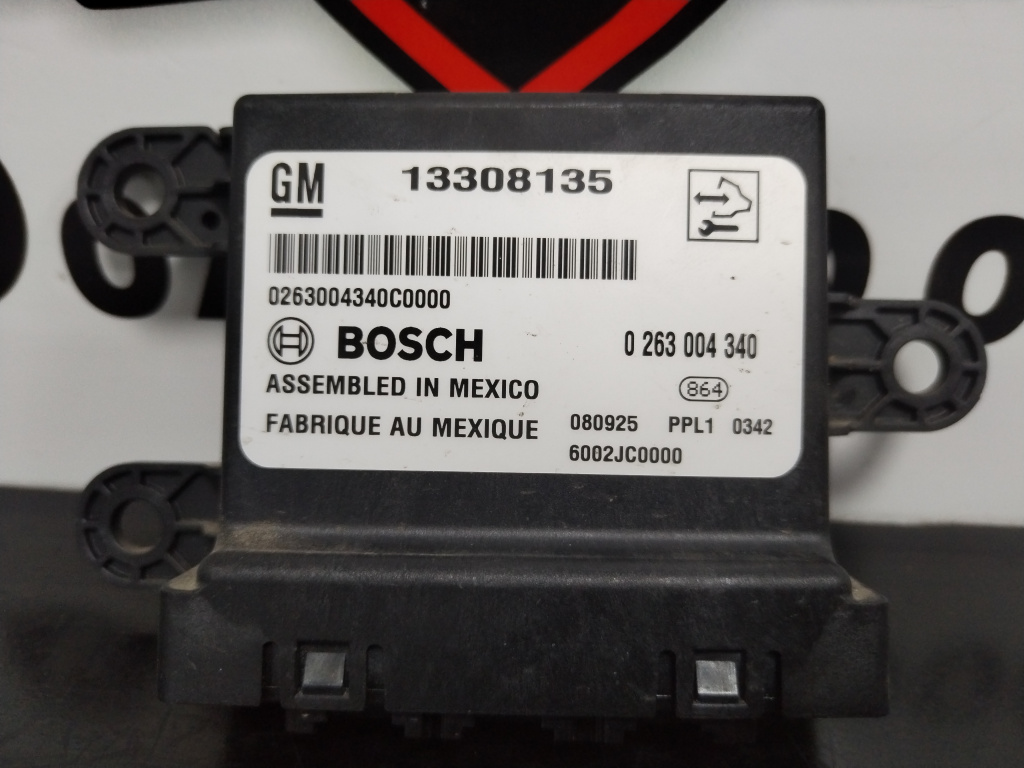 GM 13308135
0263004340C0000
BOSCH 0 263 004 340
ASSEMBLED IN MEXICO 864
FABRIQUE AU MEXIQUE 080925 PPL1 0342
6002JC0000